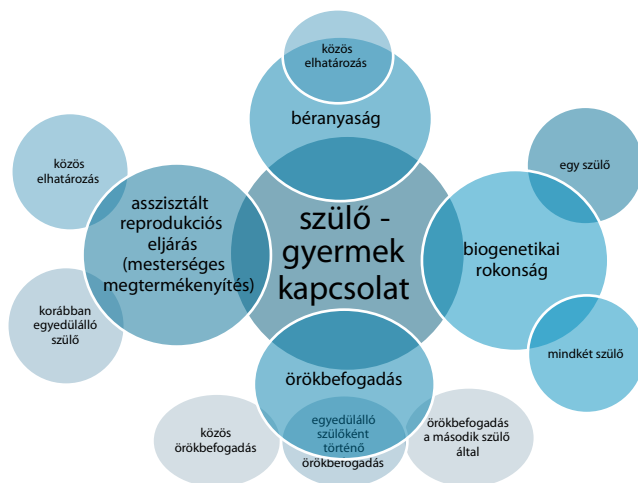 közös
elhatározás
béranyaság
közös
elhatározás
asszisztált
reprodukciós
eljárás
(mesterséges
megtermékenyítés)
korábban
egyedülálló
szülő
szülő -
gyermek
kapcsolat
egy szülő
biogenetikai
rokonság
mindkét szülő
örökbefogadás
közös
örökbefogadás
egyedülálló
szülőként
történő
örökbefogadás
örökbefogadás
a második szülő
által